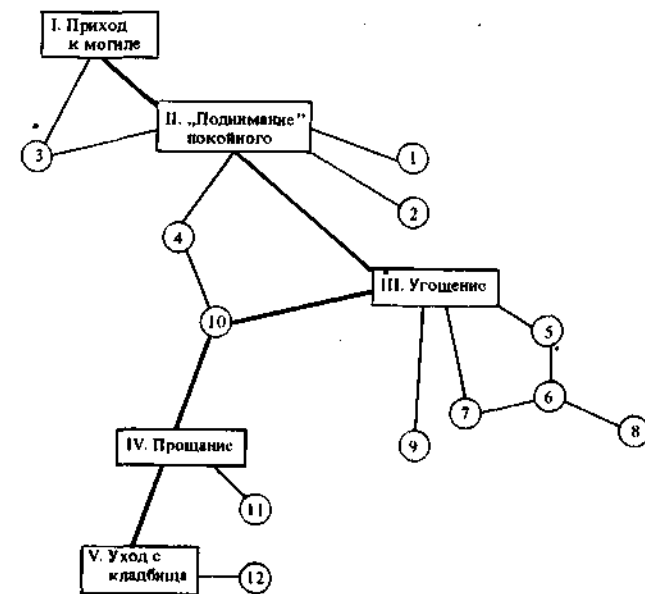 I. Приход
к могиле
II. „Поднимание”
покойного
3
1
2
4
III. Угощение
10
5
6
7
8
9
IV. Прощание
11
V. Уход с
кладбища
12